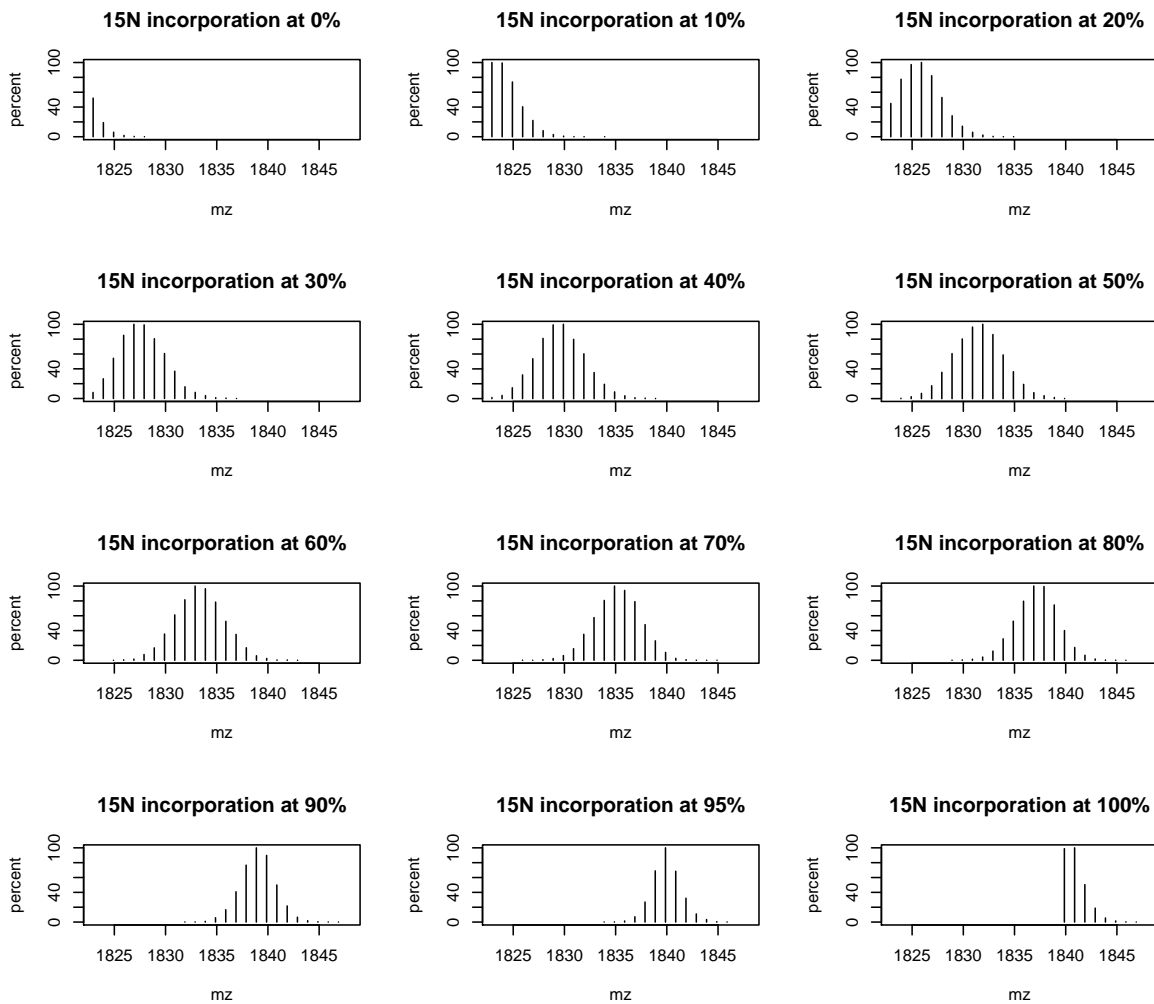 15N incorporation at 0%
percent
0 40 100
1825 1830 1835 1840 1845
mz
15N incorporation at 10%
percent
0 40 100
1825 1830 1835 1840 1845
mz
15N incorporation at 20%
percent
0 40 100
1825 1830 1835 1840 1845
mz
15N incorporation at 30%
percent
0 40 100
1825 1830 1835 1840 1845
mz
15N incorporation at 40%
percent
0 40 100
1825 1830 1835 1840 1845
mz
15N incorporation at 50%
percent
0 40 100
1825 1830 1835 1840 1845
mz
15N incorporation at 60%
percent
0 40 100
1825 1830 1835 1840 1845
mz
15N incorporation at 70%
percent
0 40 100
1825 1830 1835 1840 1845
mz
15N incorporation at 80%
percent
0 40 100
1825 1830 1835 1840 1845
mz
15N incorporation at 90%
percent
0 40 100
1825 1830 1835 1840 1845
mz
15N incorporation at 95%
percent
0 40 100
1825 1830 1835 1840 1845
mz
15N incorporation at 100%
percent
0 40 100
1825 1830 1835 1840 1845
mz